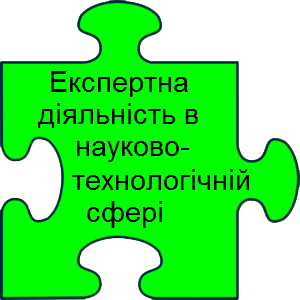 Експертна
діяльність в
науково-
технологічній
сфері